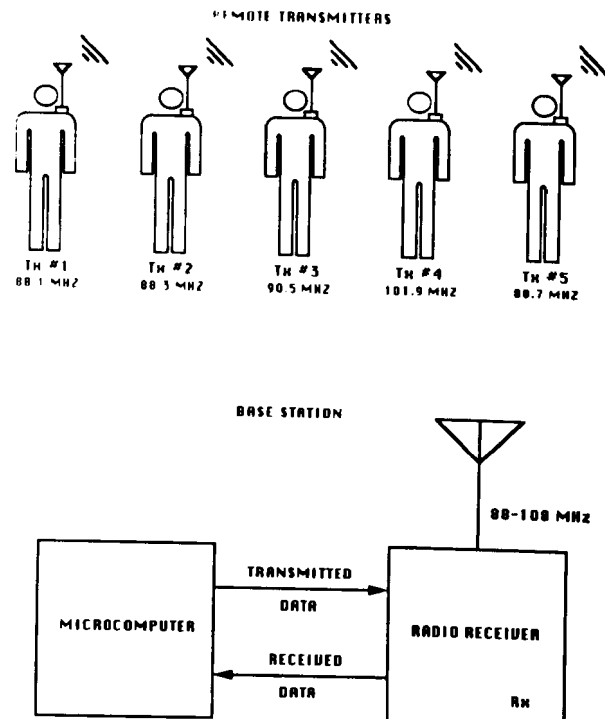 REMOTE TRANSMITTERS
Tx #1
88.1 MHZ
Tx #2
88.3 MHZ
Tx #3
90.5 MHZ
Tx #4
101.9 MHZ
Tx #5
88.7 MHZ
BASE STATION
88-108 MHz
TRANSMITTED
DATA
MICROCOMPUTER
RADIO RECEIVER
RECEIVED
DATA
Rx